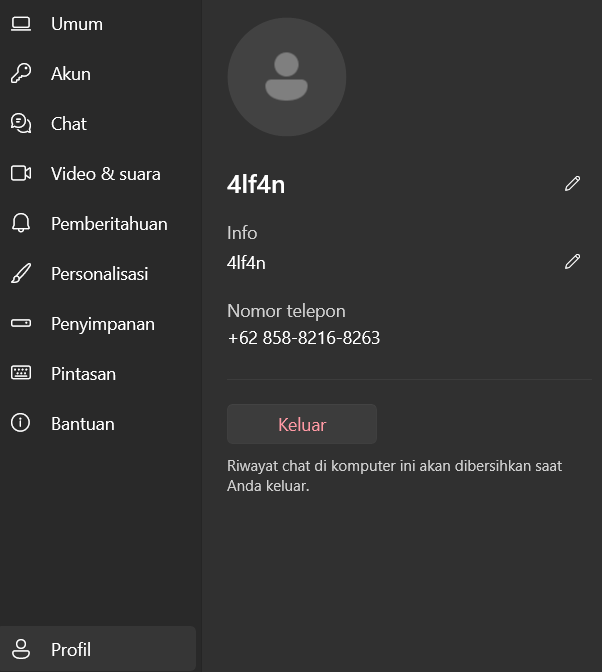 Umum
Akun
Chat
Video & suara
Pemberitahuan
Personalisasi
Penyimpanan
Pintasan
Bantuan
Profil
4lf4n
Info
4lf4n
Nomor telepon
+62 858-8216-8263
Keluar
Riwayat chat di komputer ini akan dibersihkan saat
Anda keluar.